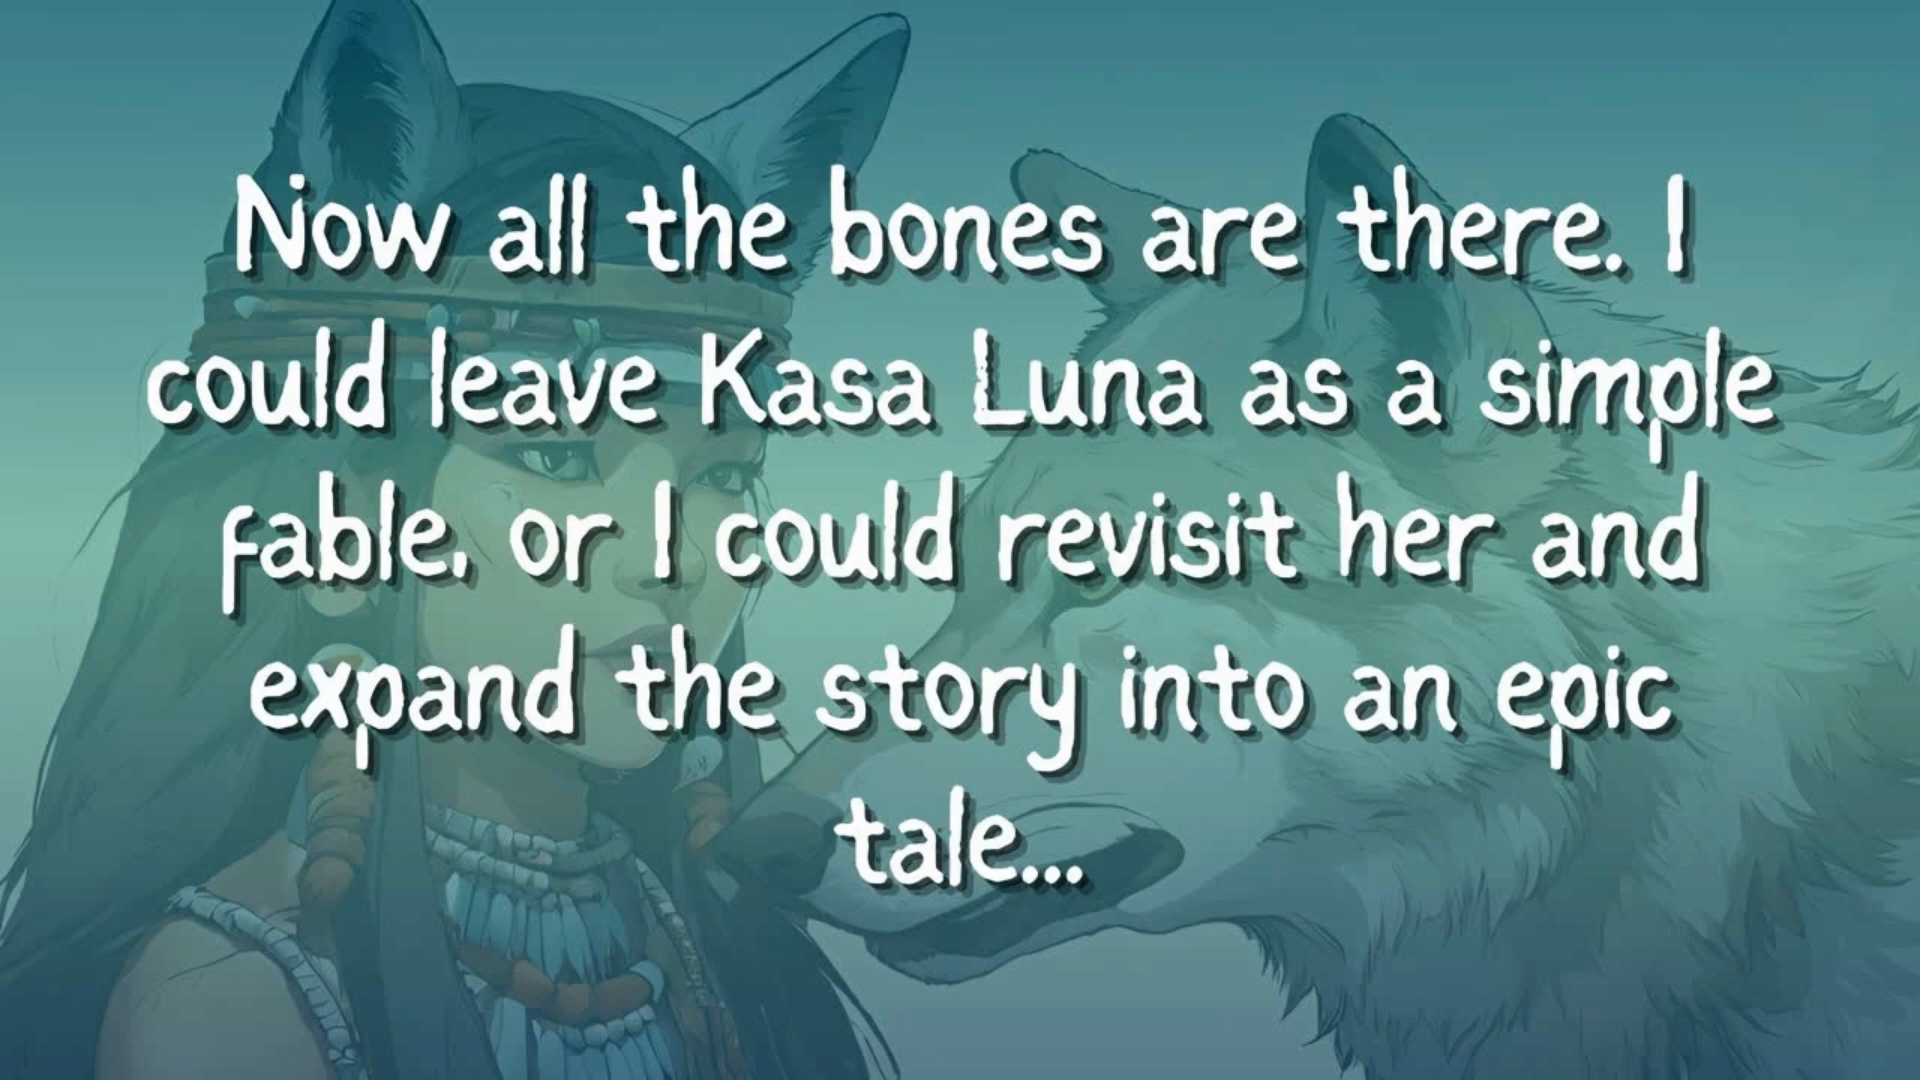 Now all the bones are there. I
could leave Kasa Luna as a simple
fable, or I could revisit her and
expand the story into an epic
tale...